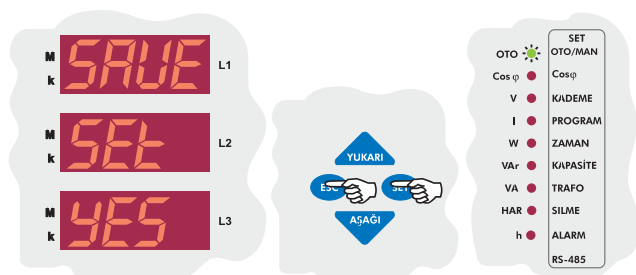 M
k
SAVE
L1
M
k
SEt
L2
M
k
YES
L3
YUKARI
ESC
SET
AŞAĞI
SET
OTO OTO/MAN
Cos φ Cosφ
V KADEME
I PROGRAM
W ZAMAN
VAr KAPASİTE
VA TRAFO
HAR SİLME
h ALARM
RS-485